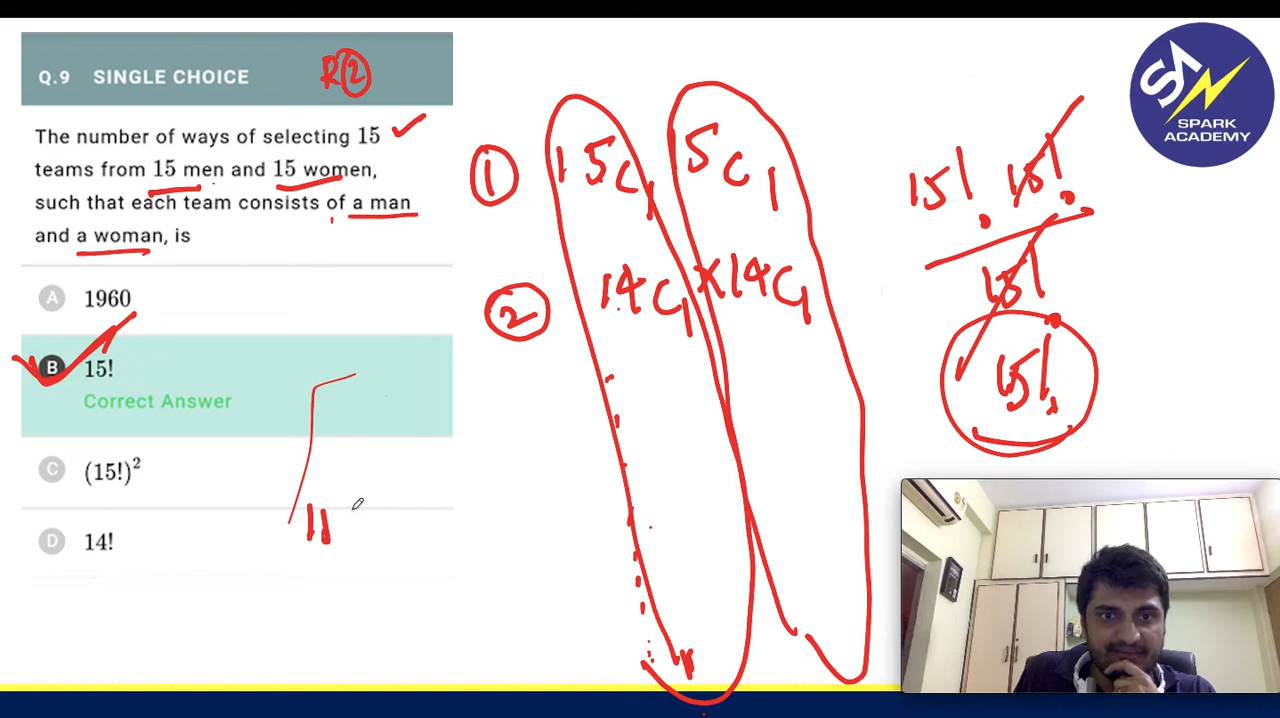 Q.9 SINGLE CHOICE
R②
The number of ways of selecting 15
teams from 15 men and 15 women,
such that each team consists of a man
and a woman, is
A 1960
B 15!
Correct Answer
C (15!)²
D 14!
① 15C₁ 15C₁
② 14C₁ × 14C₁
15! 15!
15!
15!
SPARK
ACADEMY